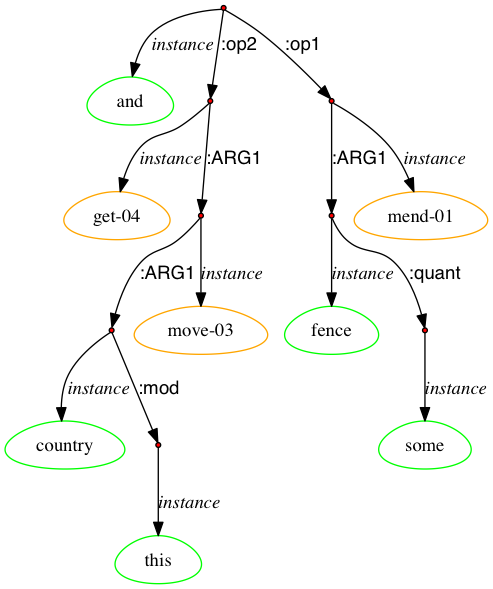 instance :op2 :op1
and
instance :ARG1 :ARG1 instance
get-04 mend-01
:ARG1 instance instance :quant
move-03 fence
instance :mod instance
country some
instance
this